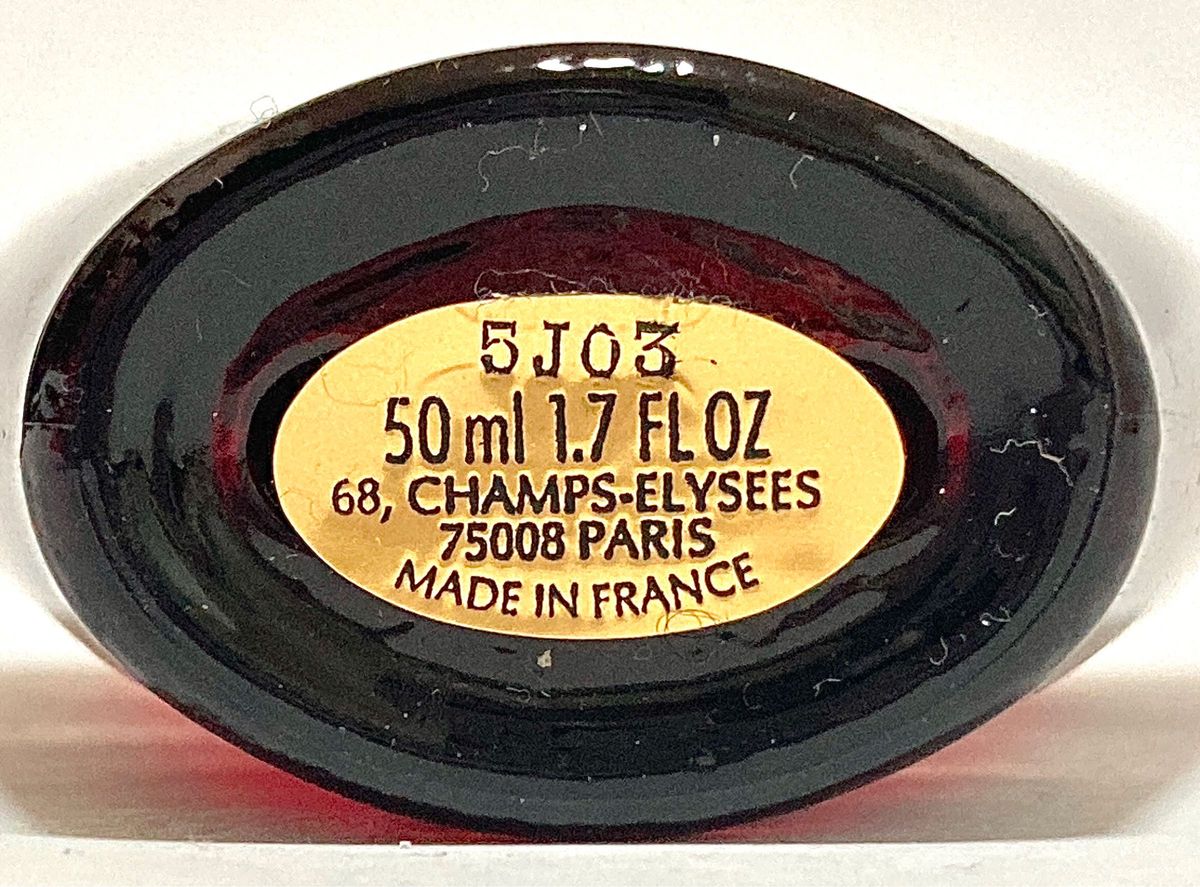 5J03
50 ml 1.7 FL OZ
68, CHAMPS-ELYSEES
75008 PARIS
MADE IN FRANCE